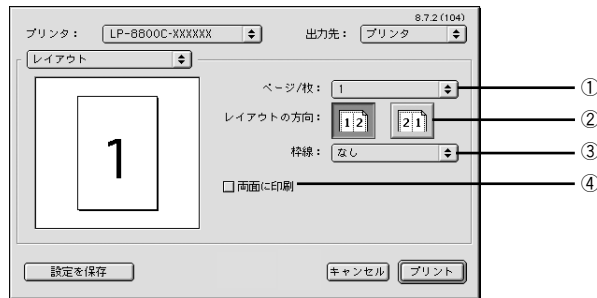 8.7.2 (104)
プリンタ： LP-8800C-XXXXXX 出力先： プリンタ
レイアウト
ページ/枚： 1 ①
レイアウトの方向： 1 2 2 1 ②
枠線： なし ③
1
両面に印刷 ④
設定を保存 キャンセル プリント